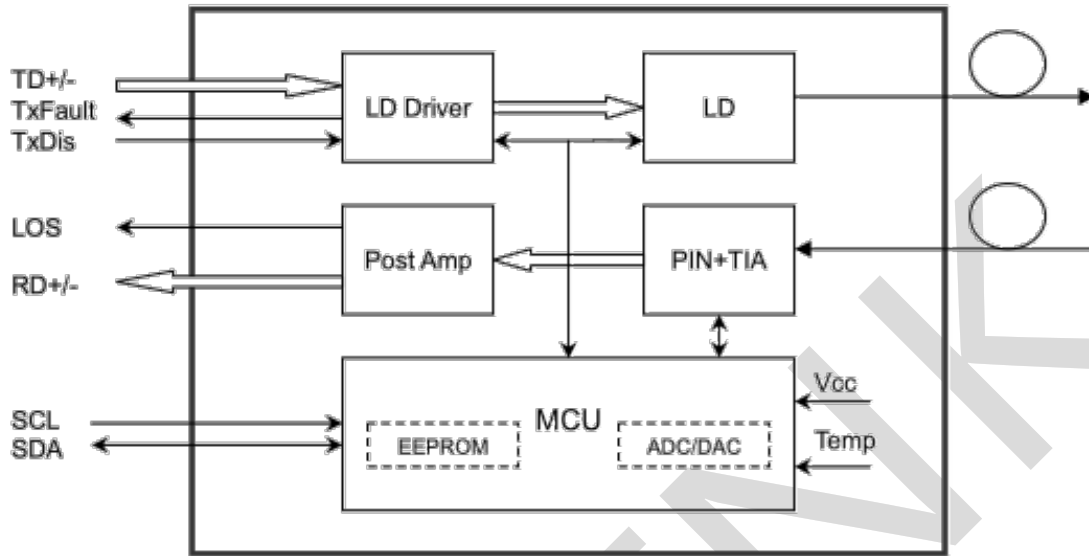 TD+/-
TxFault
TxDis
LD Driver
LD
LOS
RD+/-
Post Amp
PIN+TIA
SCL
SDA
MCU
EEPROM
ADC/DAC
Vcc
Temp